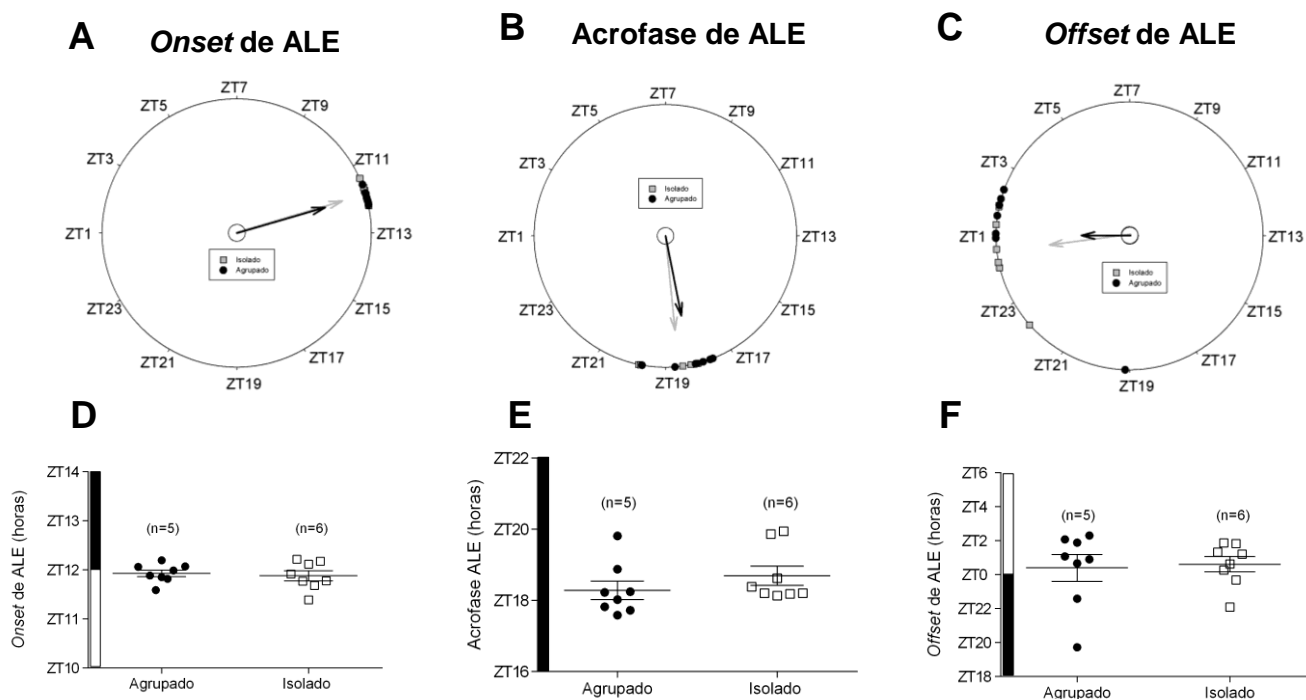 A Onset de ALE
ZT7
ZT5
ZT9
ZT3
ZT11
ZT1
ZT13
Isolado
Agrupado
ZT23
ZT15
ZT21
ZT17
ZT19
B Acrofase de ALE
ZT7
ZT5
ZT9
ZT3
ZT11
Isolado
Agrupado
ZT1
ZT13
ZT23
ZT15
ZT21
ZT17
ZT19
C Offset de ALE
ZT7
ZT5
ZT9
ZT3
ZT11
ZT1
ZT13
Isolado
Agrupado
ZT23
ZT15
ZT21
ZT17
ZT19
D
Onset de ALE (horas)
ZT14
ZT13
ZT12
ZT11
ZT10
(n=5)
(n=6)
Agrupado
Isolado
E
Acrofase ALE (horas)
ZT22
ZT20
ZT18
ZT16
(n=5)
(n=6)
Agrupado
Isolado
F
Offset de ALE (horas)
ZT6
ZT4
ZT2
ZT0
ZT22
ZT20
ZT18
(n=5)
(n=6)
Agrupado
Isolado